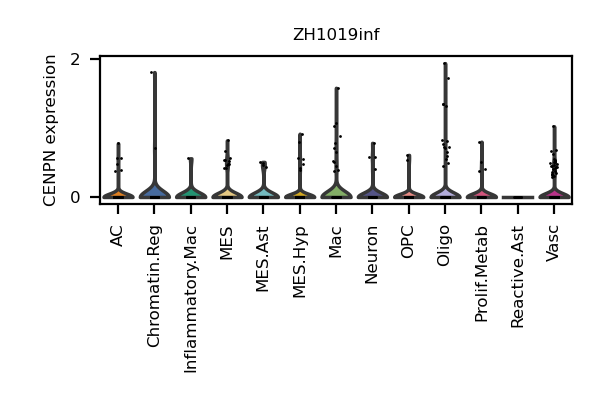 ZH1019inf
CENPN expression
2
0
AC
Chromatin.Reg
Inflammatory.Mac
MES
MES.Ast
MES.Hyp
Mac
Neuron
OPC
Oligo
Prolif.Metab
Reactive.Ast
Vasc